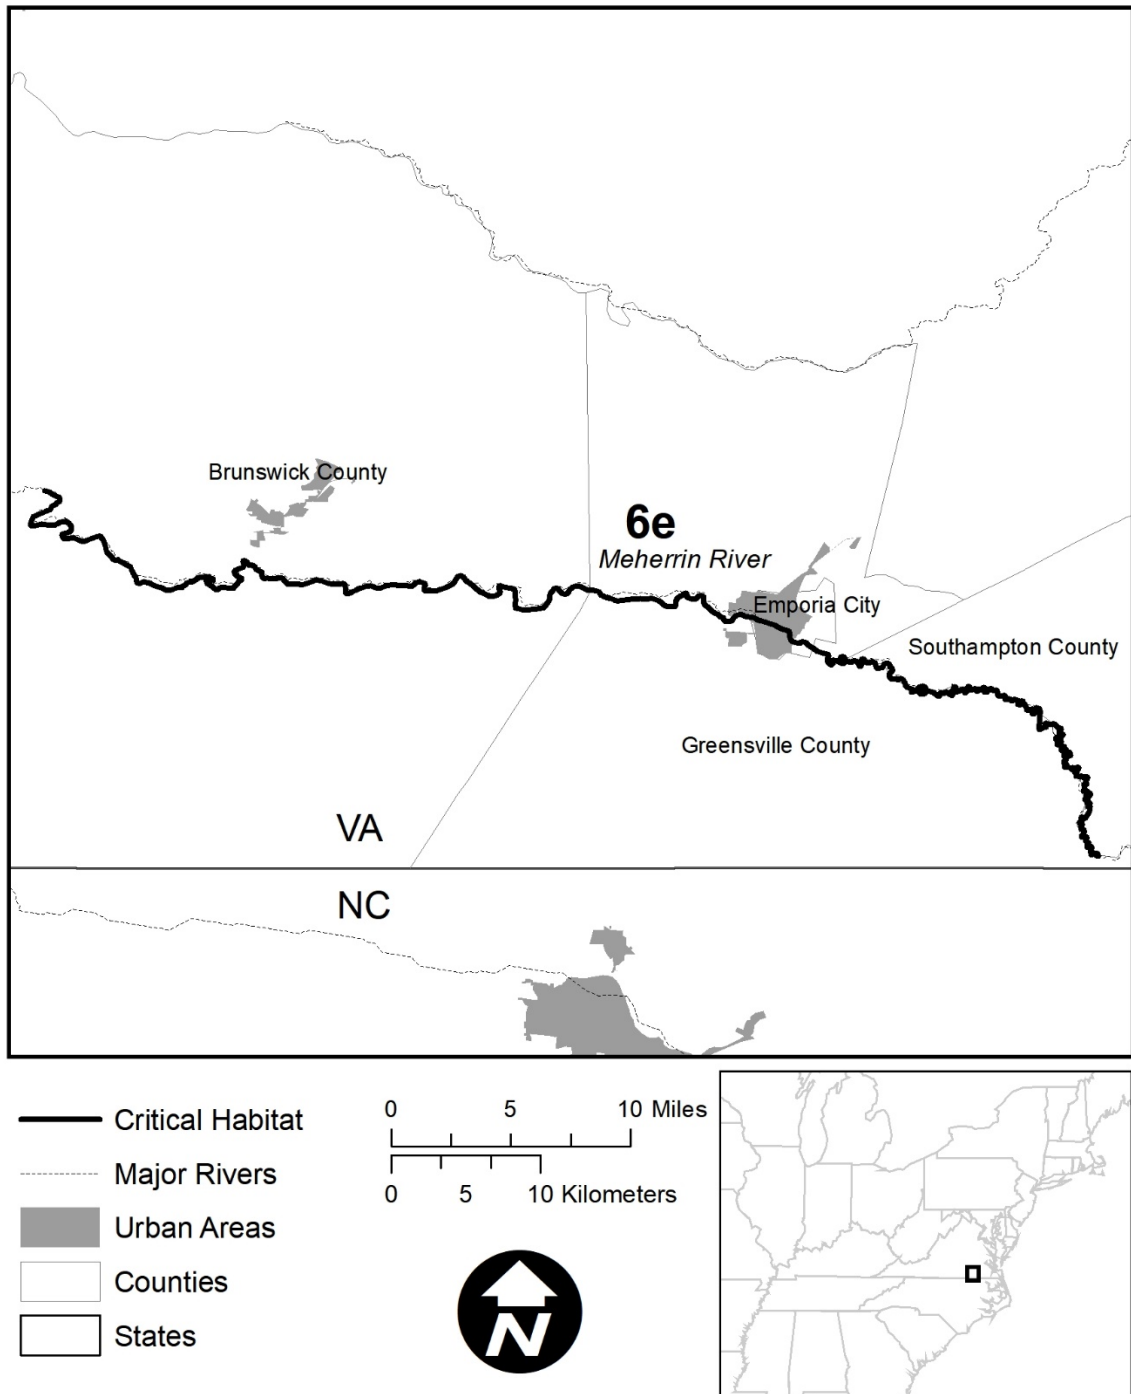 Brunswick County
6e
Meherrin River
Emporia City
Southampton County
Greensville County
VA
NC
Critical Habitat
Major Rivers
Urban Areas
Counties
States
0 5 10 Miles
0 5 10 Kilometers
N